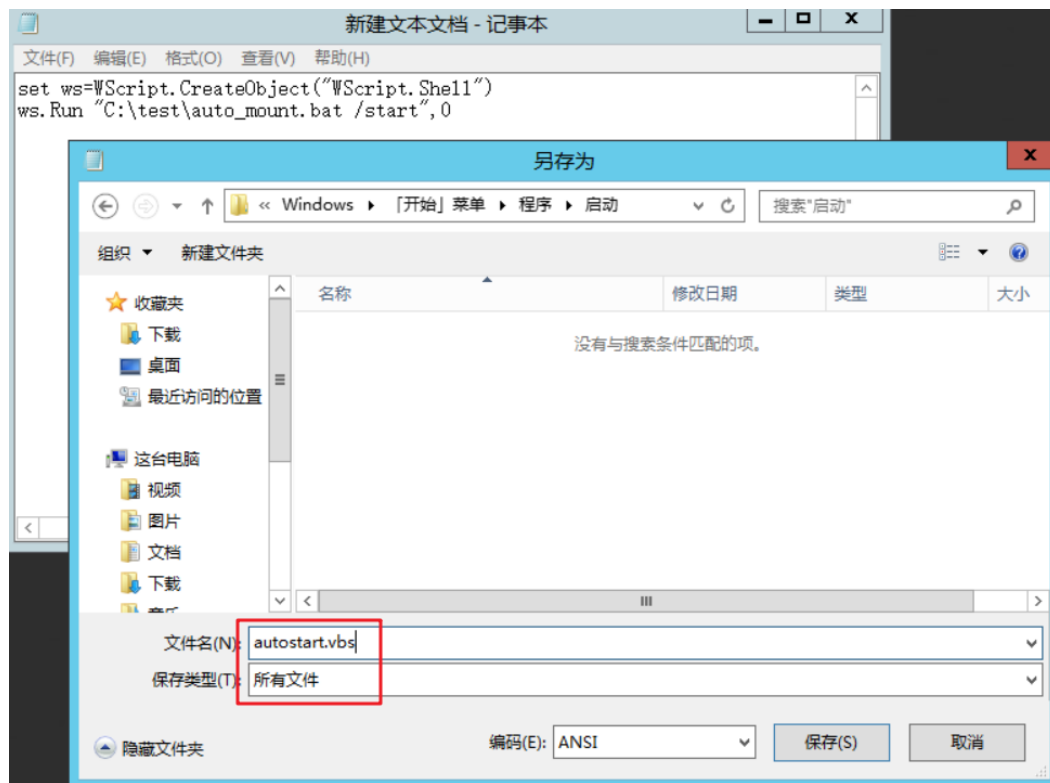 新建文本文档 - 记事本
文件(F) 编辑(E) 格式(O) 查看(V) 帮助(H)
set ws=WScript.CreateObject("WScript.Shell")
ws.Run "C:\test\auto_mount.bat /start",0
另存为
« Windows ▸ 「开始」菜单 ▸ 程序 ▸ 启动
搜索"启动"
组织 新建文件夹
名称 修改日期 类型 大小
没有与搜索条件匹配的项。
收藏夹
下载
桌面
最近访问的位置
这台电脑
视频
图片
文档
下载
文件名(N): autostart.vbs
保存类型(T): 所有文件
隐藏文件夹 编码(E): ANSI 保存(S) 取消